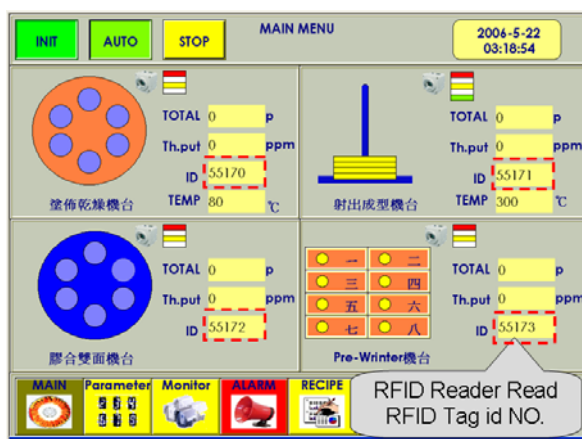 INIT
AUTO
STOP
MAIN MENU
2006-5-22
03:18:54
TOTAL 0 p
Th.put 0 ppm
ID 55170
TEMP 80 ℃
塗佈乾燥機台
TOTAL 0 p
Th.put 0 ppm
ID 55171
TEMP 300 ℃
射出成型機台
TOTAL 0 p
Th.put 0 ppm
ID 55172
膠合雙面機台
一 二
三 四
五 六
七 八
TOTAL 0 p
Th.put 0 ppm
ID 55173
Pre-Wrinter機台
MAIN
Parameter
Monitor
ALARM
RECIPE
RFID Reader Read
RFID Tag id NO.